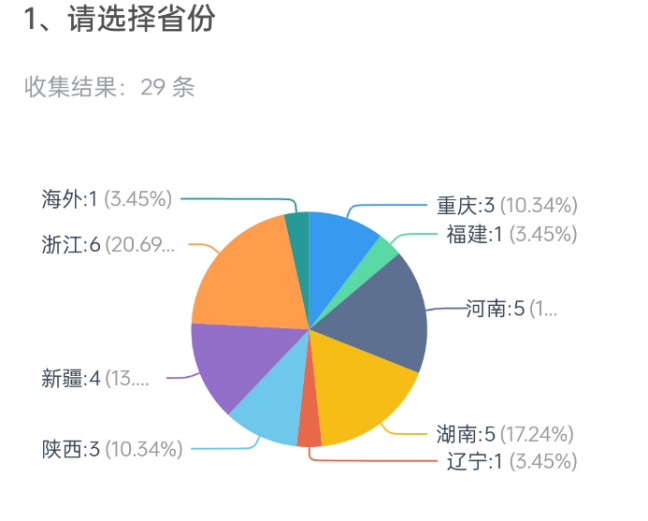 1、请选择省份
收集结果：29 条
海外:1 (3.45%)
重庆:3 (10.34%)
福建:1 (3.45%)
浙江:6 (20.69...
河南:5 (1...
新疆:4 (13....
湖南:5 (17.24%)
陕西:3 (10.34%)
辽宁:1 (3.45%)